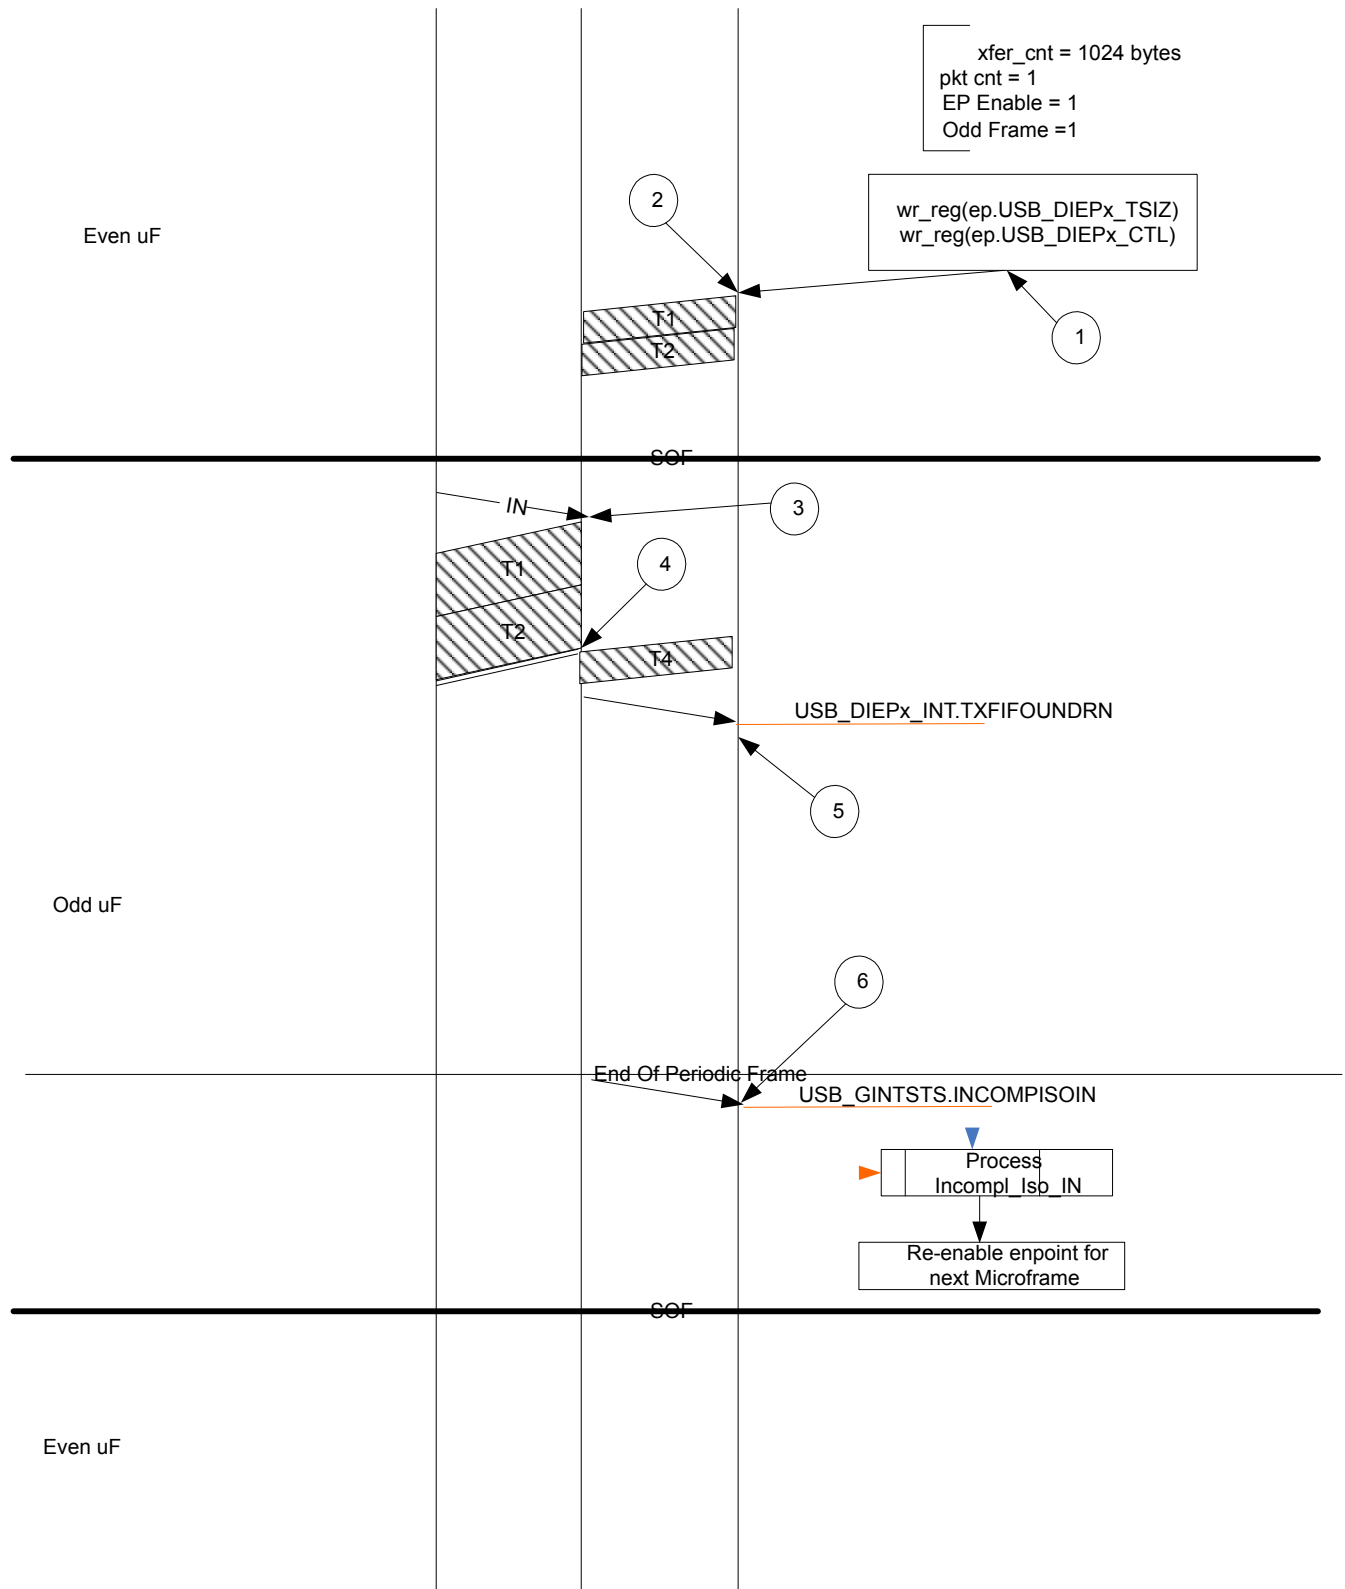 xfer_cnt = 1024 bytes
pkt cnt = 1
EP Enable = 1
Odd Frame =1
2
wr_reg(ep.USB_DIEPx_TSIZ)
wr_reg(ep.USB_DIEPx_CTL)
Even uF
T1
1
T2
SOF
IN
3
T1
4
T2
T4
USB_DIEPx_INT.TXFIFOUNDRN
5
Odd uF
6
End Of Periodic Frame
USB_GINTSTS.INCOMPISOIN
Process
Incompl_Iso_IN
Re-enable enpoint for
next Microframe
SOF
Even uF